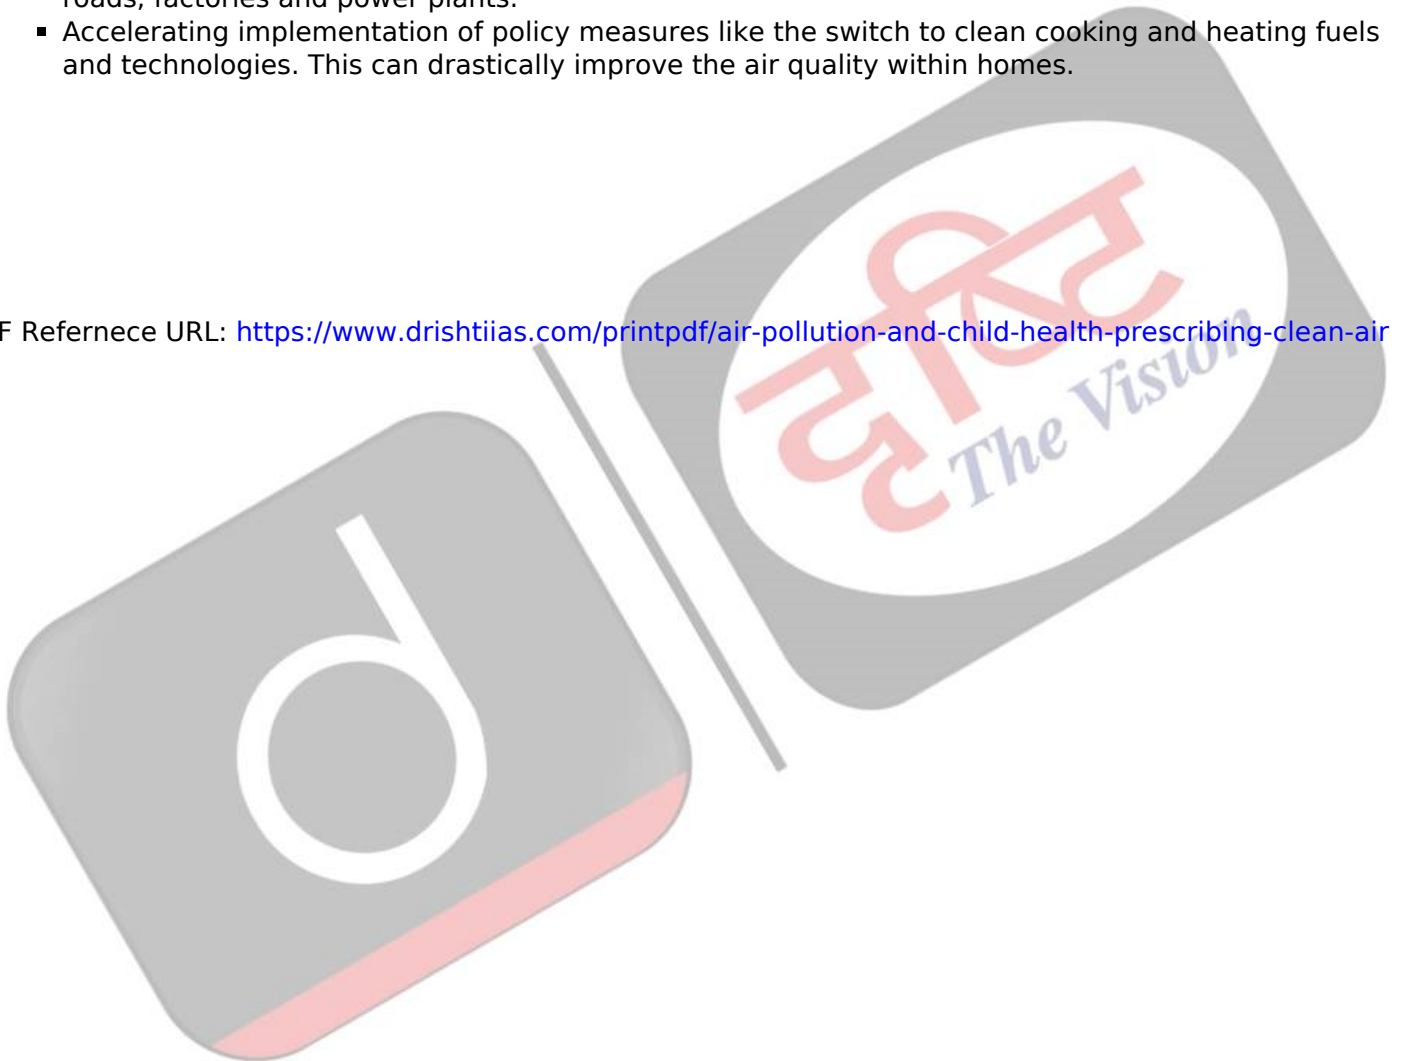 roads, factories and power plants.
▪ Accelerating implementation of policy measures like the switch to clean cooking and heating fuels
and technologies. This can drastically improve the air quality within homes.
F Refernece URL: https://www.drishtiias.com/printpdf/air-pollution-and-child-health-prescribing-clean-air
दृष्टि
The Vision
d